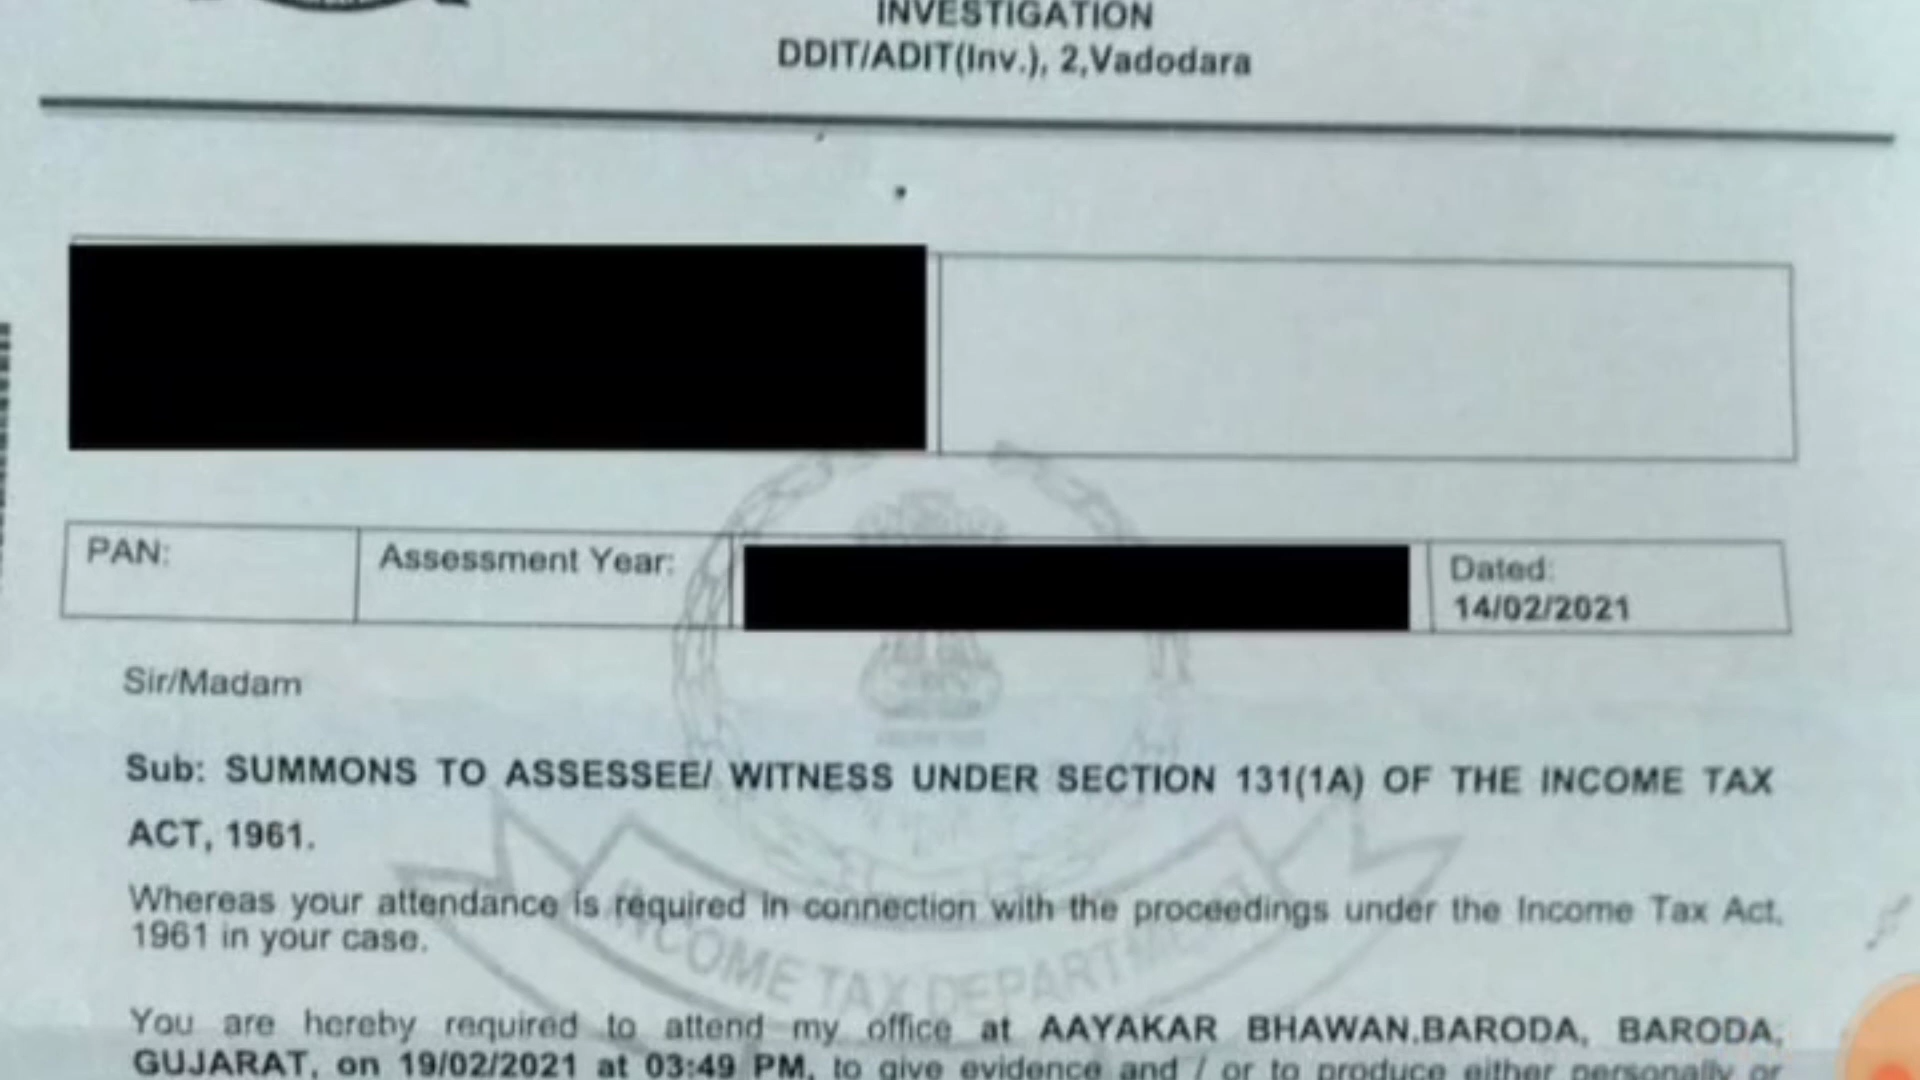 INVESTIGATION
DDIT/ADIT(Inv.), 2,Vadodara
PAN:
Assessment Year:
Dated:
14/02/2021
Sir/Madam
Sub: SUMMONS TO ASSESSEE/ WITNESS UNDER SECTION 131(1A) OF THE INCOME TAX
ACT, 1961.
Whereas your attendance is required in connection with the proceedings under the Income Tax Act,
1961 in your case.
INCOME TAX DEPARTMENT
You are hereby required to attend my office at AAYAKAR BHAWAN,BARODA, BARODA,
GUJARAT, on 19/02/2021 at 03:49 PM, to give evidence and / or to produce either personally or